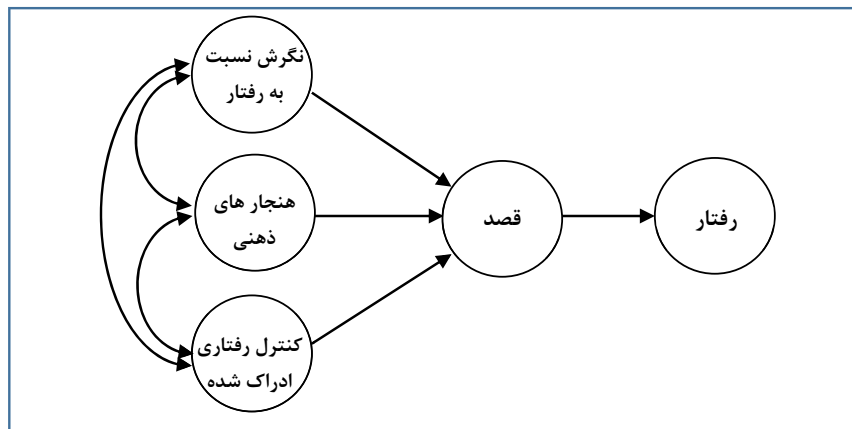 نگرش نسبت
به رفتار
هنجار های
ذهنی
کنترل رفتاری
ادراک شده
قصد
رفتار